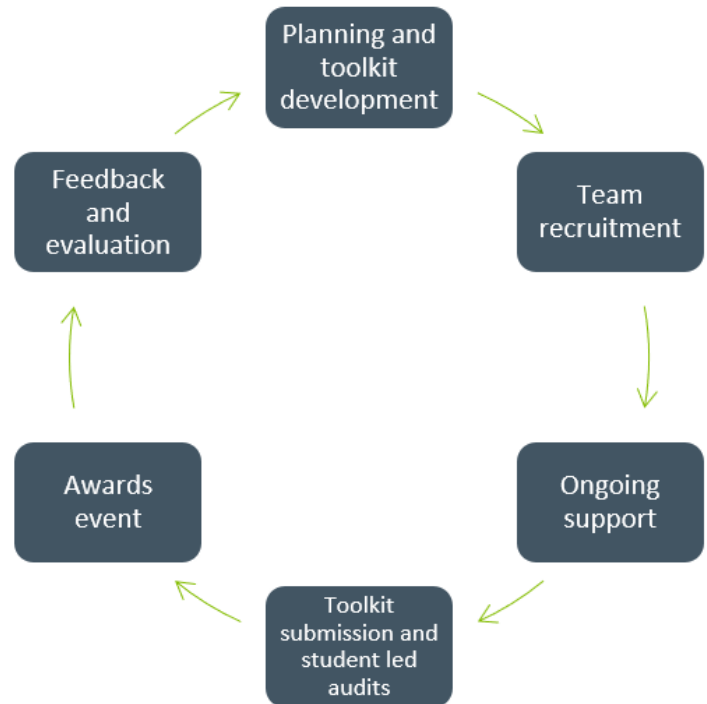 Planning and
toolkit
development
Team
recruitment
Ongoing
support
Toolkit
submission and
student led
audits
Awards
event
Feedback
and
evaluation